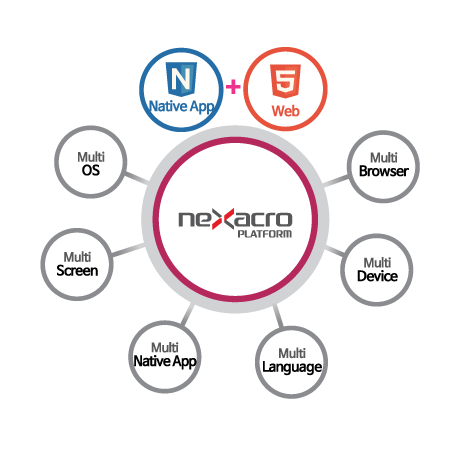 N
Native App
+
5
Web
Multi
OS
Multi
Browser
nexacro
PLATFORM
Multi
Screen
Multi
Device
Multi
Native App
Multi
Language